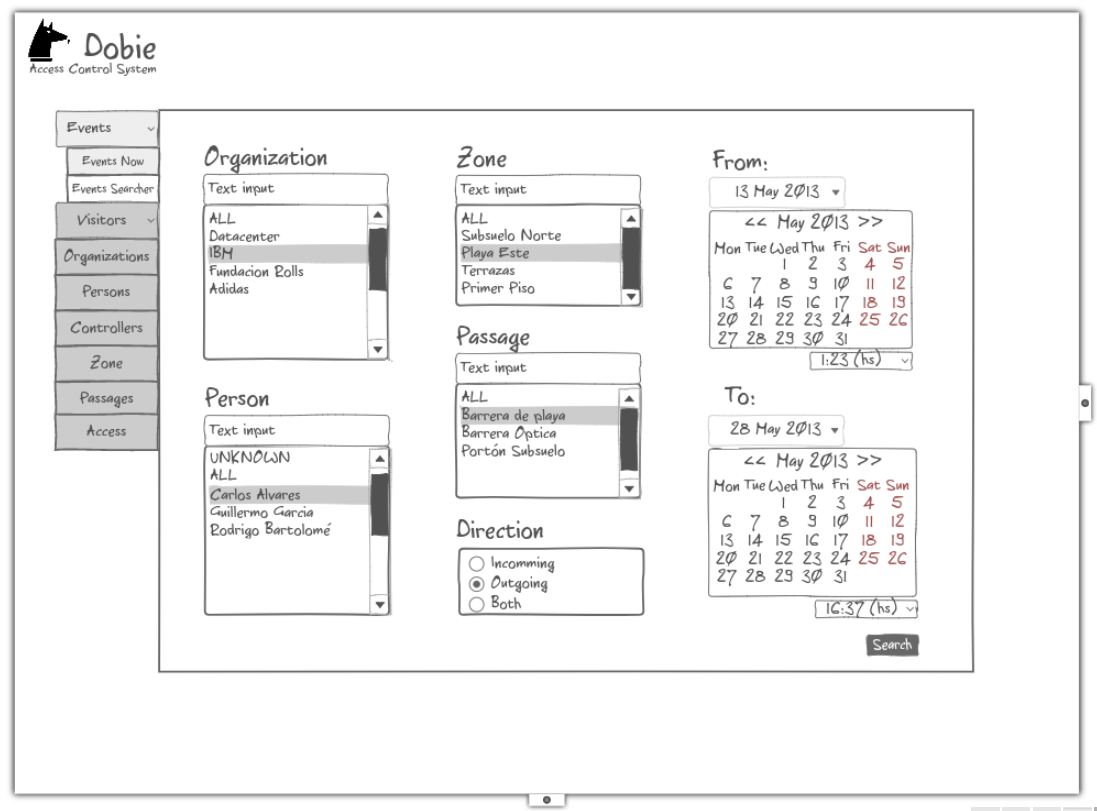 Dobie
Access Control System
Events
Events Now
Events Searcher
Visitors
Organizations
Persons
Controllers
Zone
Passages
Access
Organization
Text input
ALL
Datacenter
IBM
Fundacion Rolls
Adidas
Person
Text input
UNKNOWN
ALL
Carlos Alvares
Guillermo Garcia
Rodrigo Bartolomé
Zone
Text input
ALL
Subsuelo Norte
Playa Este
Terrazas
Primer Piso
Passage
Text input
ALL
Barrera de playa
Barrera Optica
Portón Subsuelo
Direction
Incomming
Outgoing
Both
From:
13 May 2013
<< May 2013 >>
Mon Tue Wed Thu Fri Sat Sun
1 2 3 4 5
6 7 8 9 10 11 12
13 14 15 16 17 18 19
20 21 22 23 24 25 26
27 28 29 30 31
1:23 (hs)
To:
28 May 2013
<< May 2013 >>
Mon Tue Wed Thu Fri Sat Sun
1 2 3 4 5
6 7 8 9 10 11 12
13 14 15 16 17 18 19
20 21 22 23 24 25 26
27 28 29 30 31
16:37 (hs)
Search